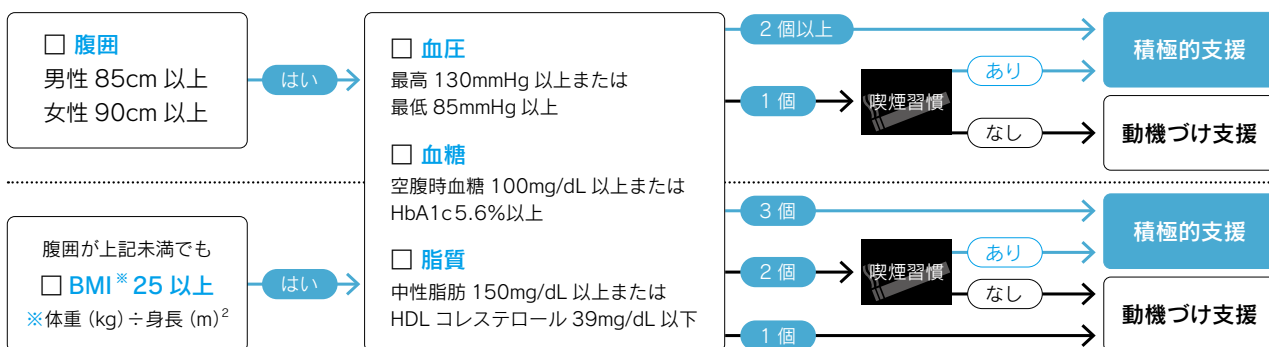 □ 腹囲
男性 85cm 以上
女性 90cm 以上
はい
□ 血圧
最高 130mmHg 以上または
最低 85mmHg 以上
□ 血糖
空腹時血糖 100mg/dL 以上または
HbA1c5.6%以上
□ 脂質
中性脂肪 150mg/dL 以上または
HDL コレステロール 39mg/dL 以下
2 個以上
積極的支援
1 個
喫煙習慣
あり
なし
動機づけ支援
腹囲が上記未満でも
□ BMI※25 以上
※体重（kg）÷身長（m）²
はい
3 個
積極的支援
2 個
喫煙習慣
あり
なし
動機づけ支援
1 個